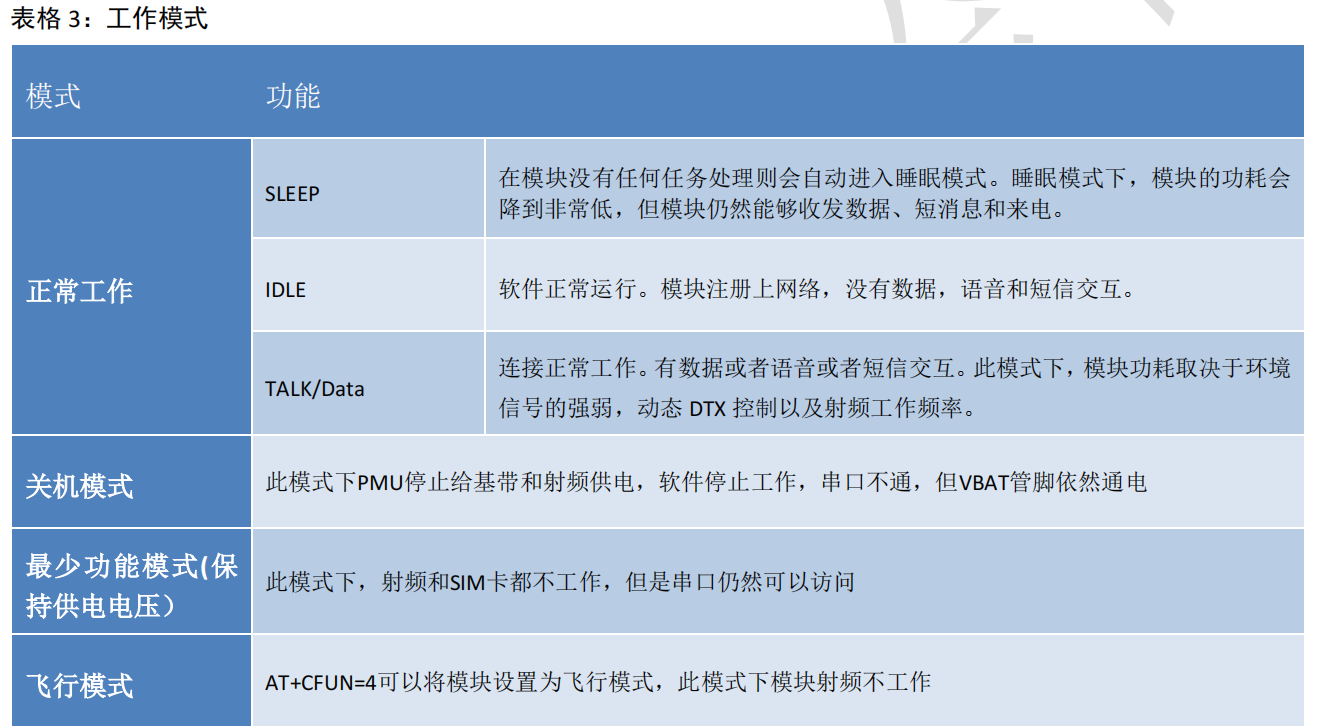 表格 3：工作模式
模式
功能
正常工作
SLEEP
在模块没有任何任务处理则会自动进入睡眠模式。睡眠模式下，模块的功耗会
降到非常低，但模块仍然能够收发数据、短消息和来电。
IDLE
软件正常运行。模块注册上网络，没有数据，语音和短信交互。
TALK/Data
连接正常工作。有数据或者语音或者短信交互。此模式下，模块功耗取决于环境
信号的强弱，动态 DTX 控制以及射频工作频率。
关机模式
此模式下PMU停止给基带和射频供电，软件停止工作，串口不通，但VBAT管脚依然通电
最少功能模式(保
持供电电压）
此模式下，射频和SIM卡都不工作，但是串口仍然可以访问
飞行模式
AT+CFUN=4可以将模块设置为飞行模式，此模式下模块射频不工作